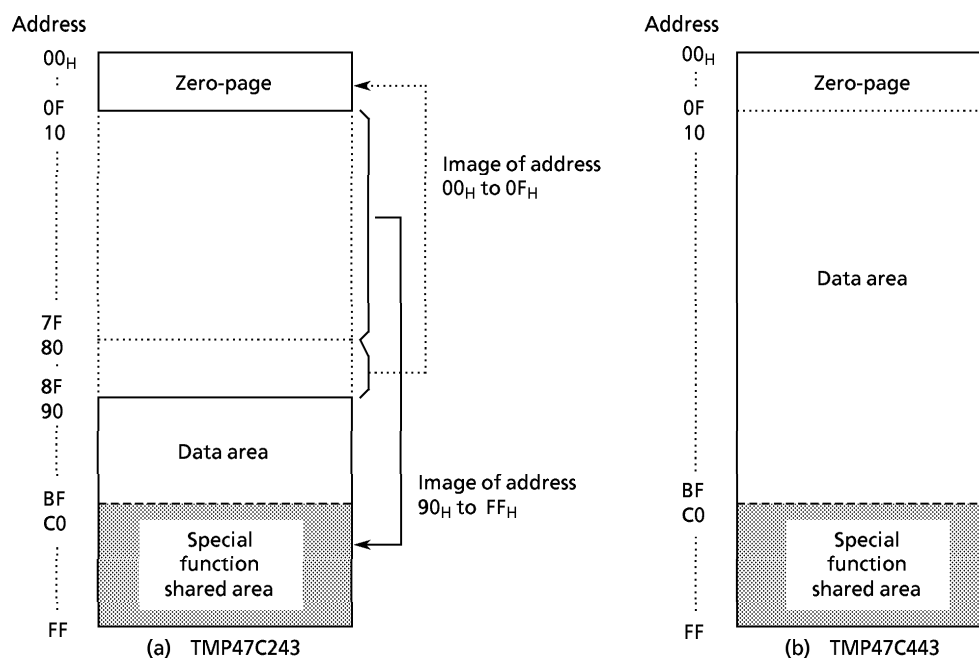 Address
00H
0F
10
7F
80
8F
90
BF
C0
FF
Zero-page
Image of address
00H to 0FH
Data area
Image of address
90H to FFH
Special
function
shared area
(a) TMP47C243
Address
00H
0F
10
BF
C0
FF
Zero-page
Data area
Special
function
shared area
(b) TMP47C443